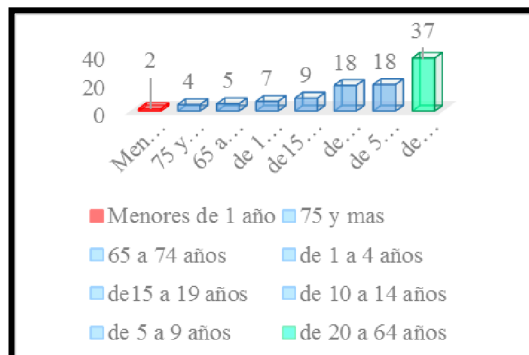 37
18 18
9
7
5
4
2
40
20
0
Men...
75 y...
65 a...
de 1...
de15...
de...
de 5...
de...
Menores de 1 año 75 y mas
65 a 74 años de 1 a 4 años
de15 a 19 años de 10 a 14 años
de 5 a 9 años de 20 a 64 años